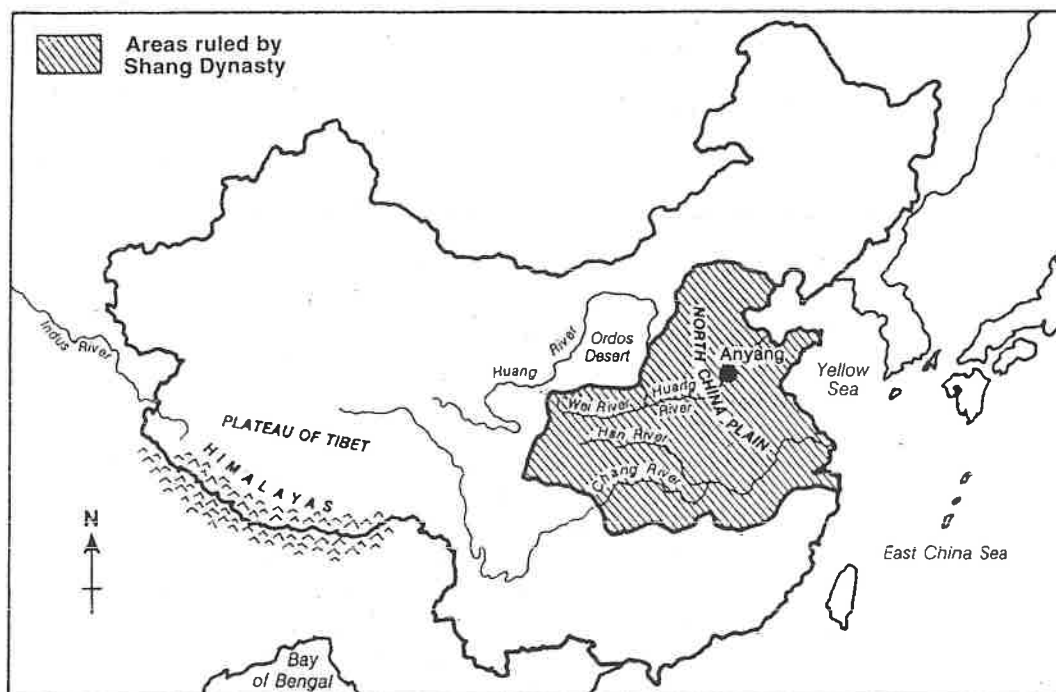 Areas ruled by
Shang Dynasty
Indus River
PLATEAU OF TIBET
HIMALAYAS
Huang River
Ordos
Desert
NORTH CHINA PLAIN
Anyang
Wei River
Huang
River
Han River
Chang River
Yellow
Sea
East China Sea
N
Bay
of Bengal